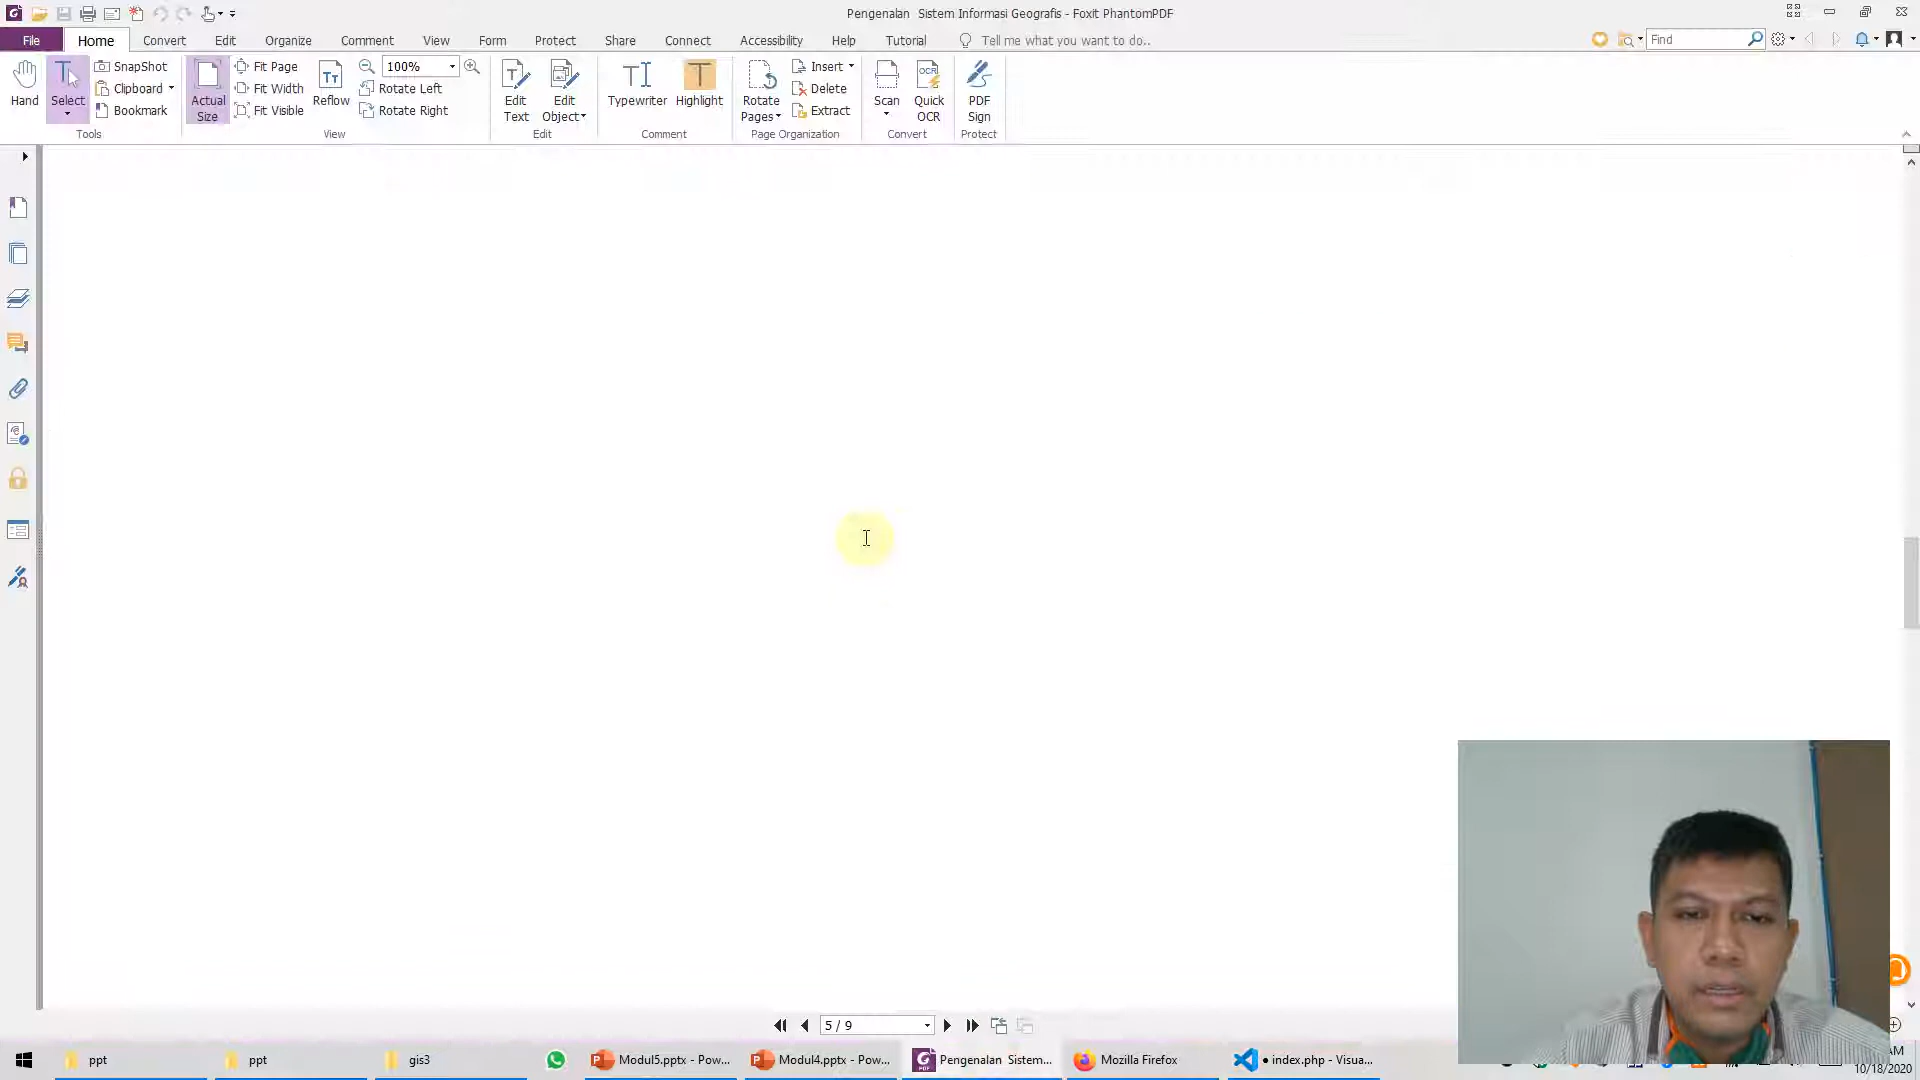 Pengenalan Sistem Informasi Geografis - Foxit PhantomPDF
File Home Convert Edit Organize Comment View Form Protect Share Connect Accessibility Help Tutorial Tell me what you want to do.. Find
Hand
Select
SnapShot
Clipboard
Bookmark
Tools
Actual Size
Fit Page
Fit Width
Fit Visible
Reflow
100%
Rotate Left
Rotate Right
View
Edit Text
Edit Object
Edit
Typewriter
Highlight
Comment
Rotate Pages
Insert
Delete
Extract
Page Organization
Scan
Quick OCR
Convert
PDF Sign
Protect
5 / 9
ppt ppt gis3 Modul5.pptx - Pow... Modul4.pptx - Pow... Pengenalan Sistem... Mozilla Firefox • index.php - Visua...
AM
10/18/2020